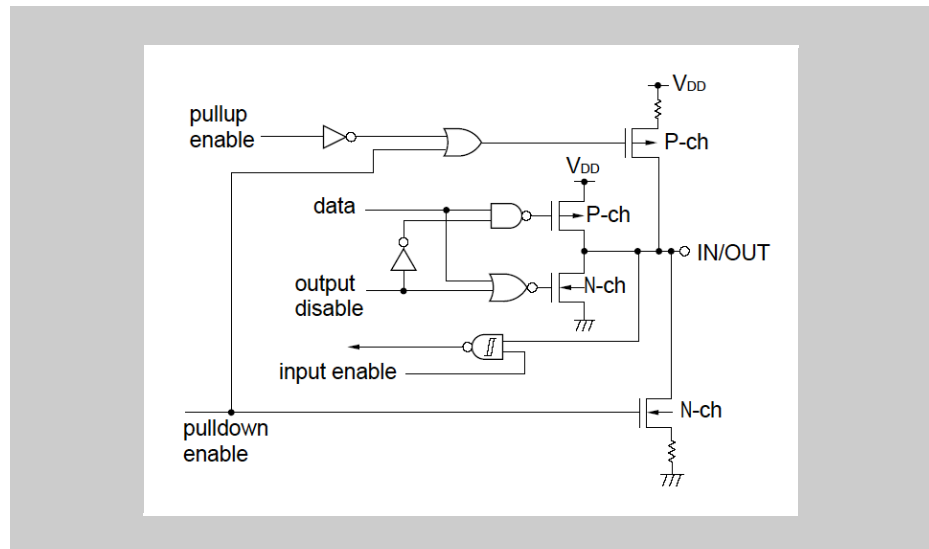 VDD
pullup
enable
P-ch
VDD
data
P-ch
IN/OUT
output
disable
N-ch
input enable
N-ch
pulldown
enable